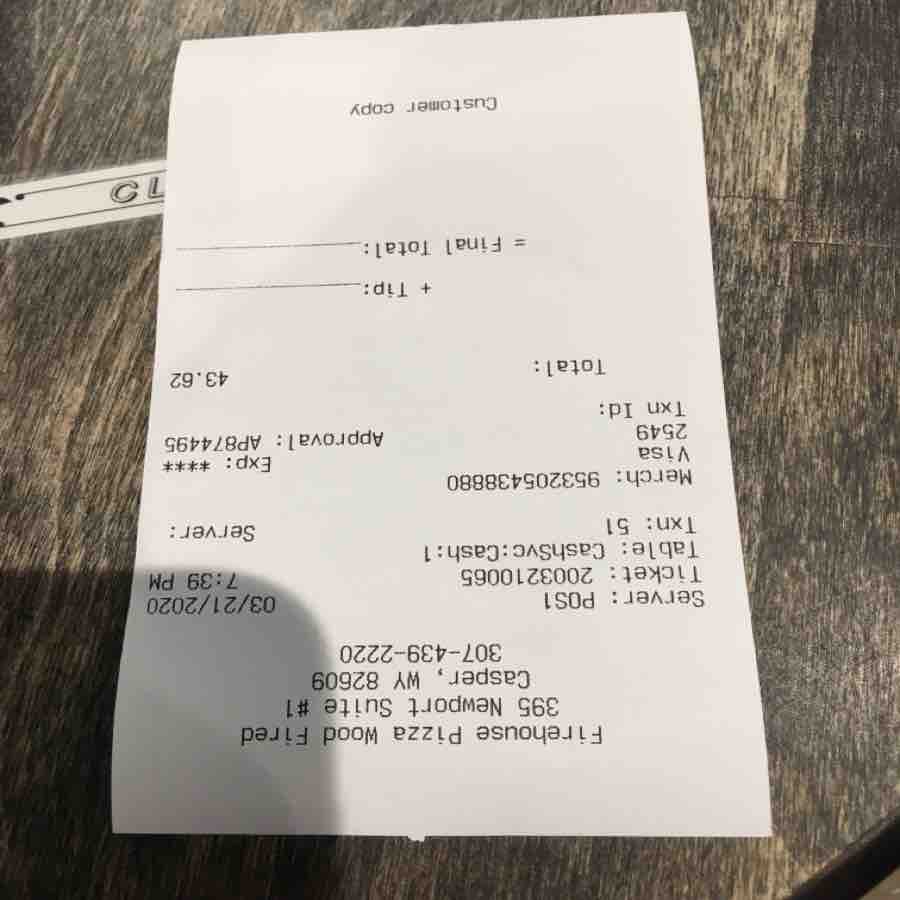 Firehouse Pizza Wood Fired
395 Newport Suite #1
Casper, WY 82609
307-439-2220
Server: POS1 03/21/2020
Ticket: 2003210065 7:39 PM
Table: CashSvc:Cash:1
Txn: 51 Server:
Merch: 953205438880
Visa Exp: ****
2549 Approval: AP874495
Txn Id:
Total: 43.62
+ Tip:
= Final Total:
Customer copy
CL